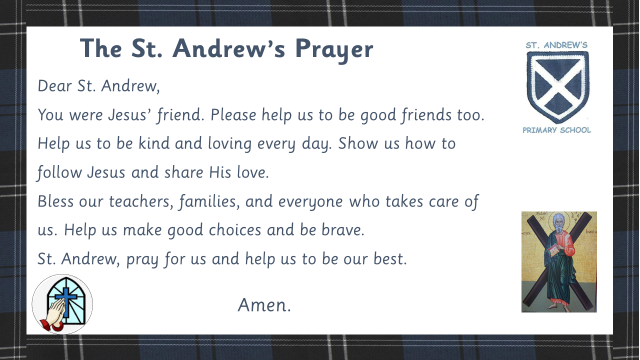 The St. Andrew's Prayer
Dear St. Andrew,
You were Jesus' friend. Please help us to be good friends too.
Help us to be kind and loving every day. Show us how to
follow Jesus and share His love.
Bless our teachers, families, and everyone who takes care of
us. Help us make good choices and be brave.
St. Andrew, pray for us and help us to be our best.
Amen.
ST. ANDREW'S
PRIMARY SCHOOL